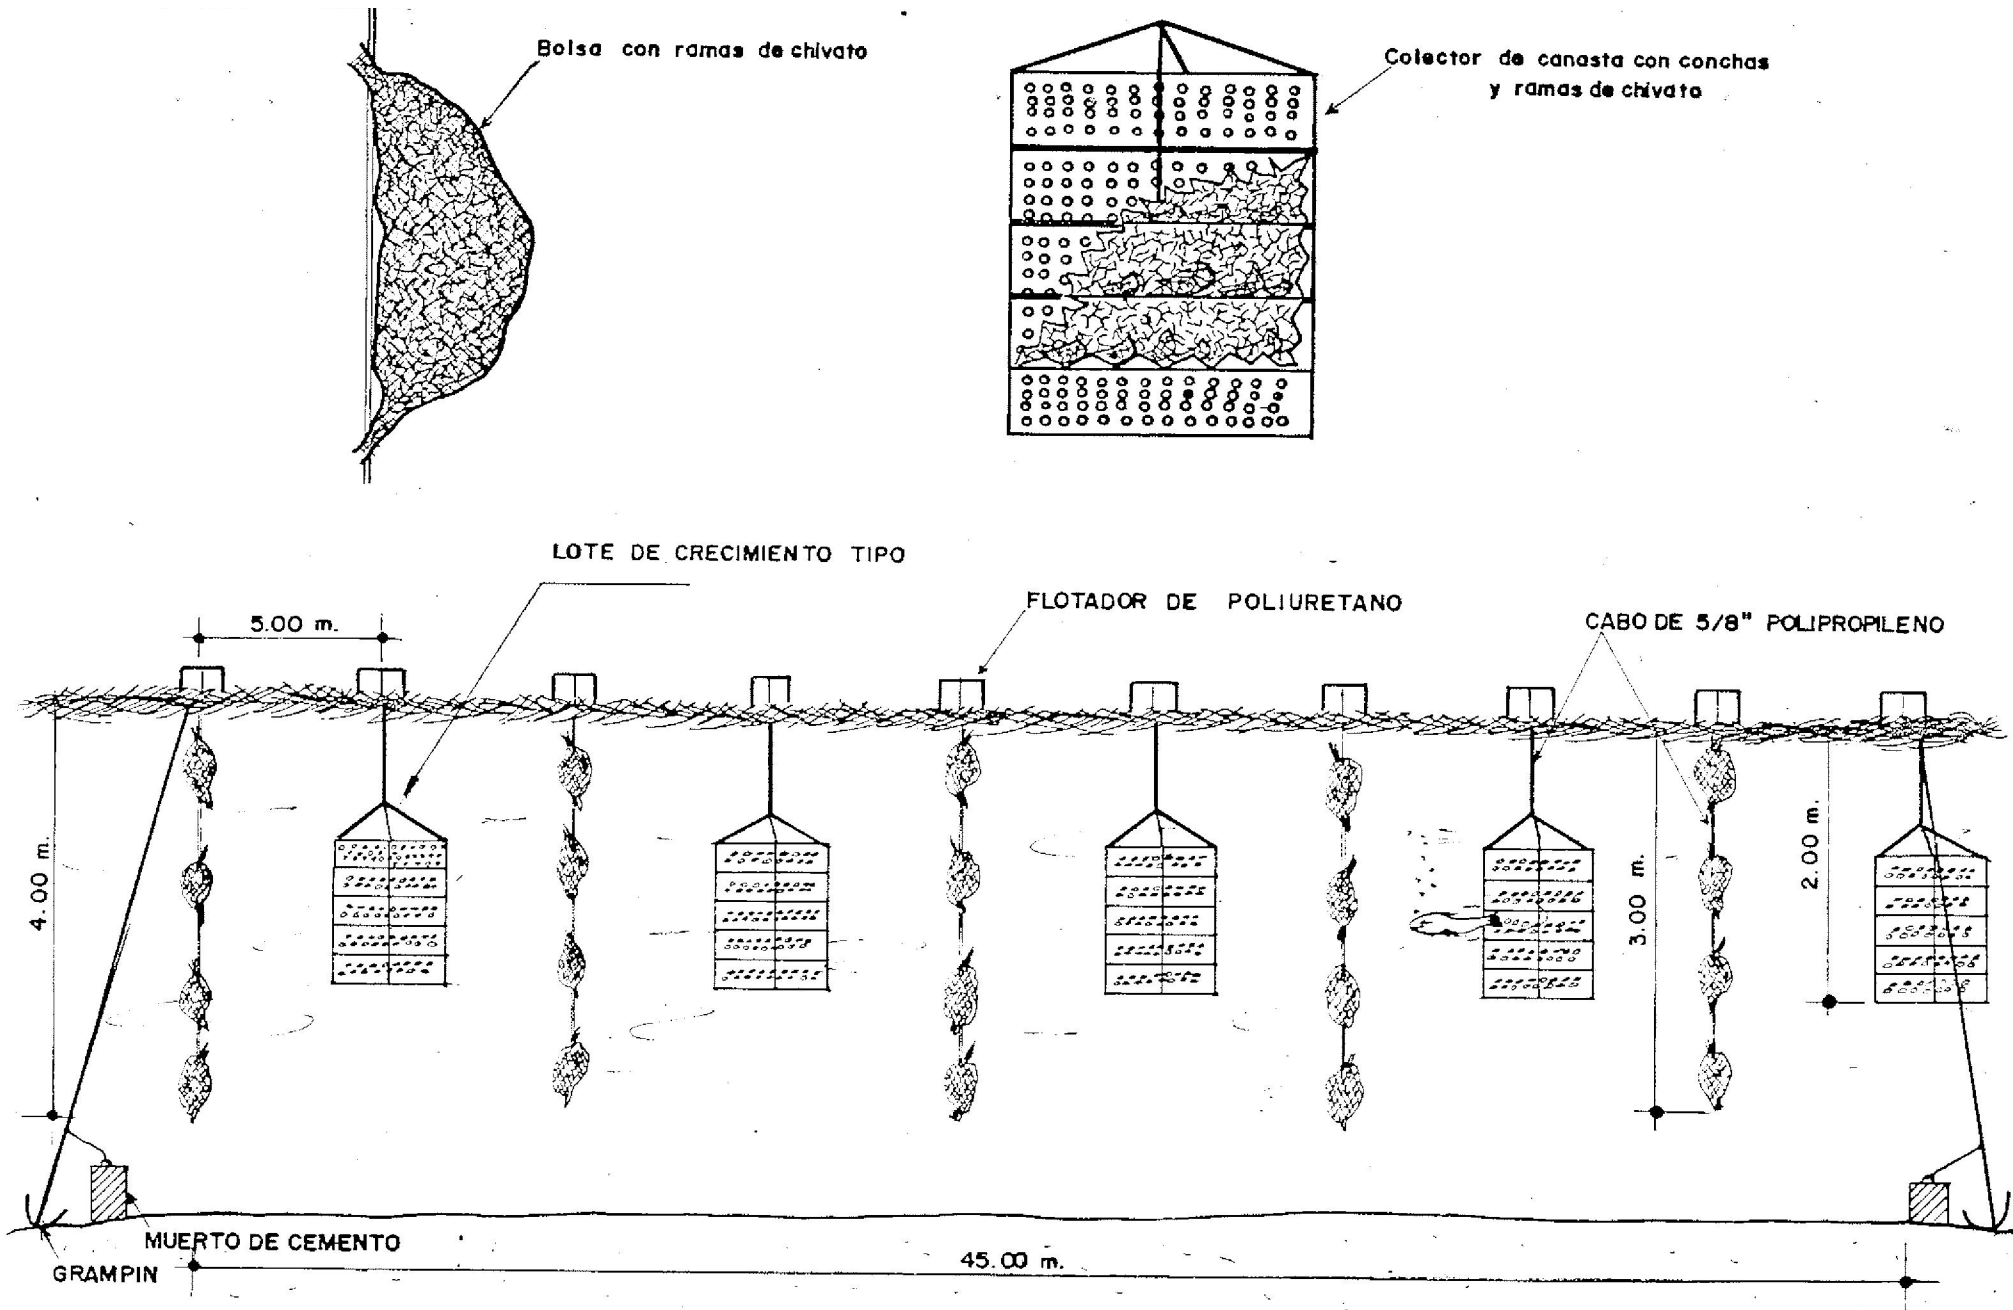 Bolsa con ramas de chivato
Colector de canasta con conchas
y ramas de chivato
LOTE DE CRECIMIENTO TIPO
FLOTADOR DE POLIURETANO
CABO DE 5/8" POLIPROPILENO
5.00 m.
4.00 m.
3.00 m.
2.00 m.
MUERTO DE CEMENTO
GRAMPIN
45.00 m.